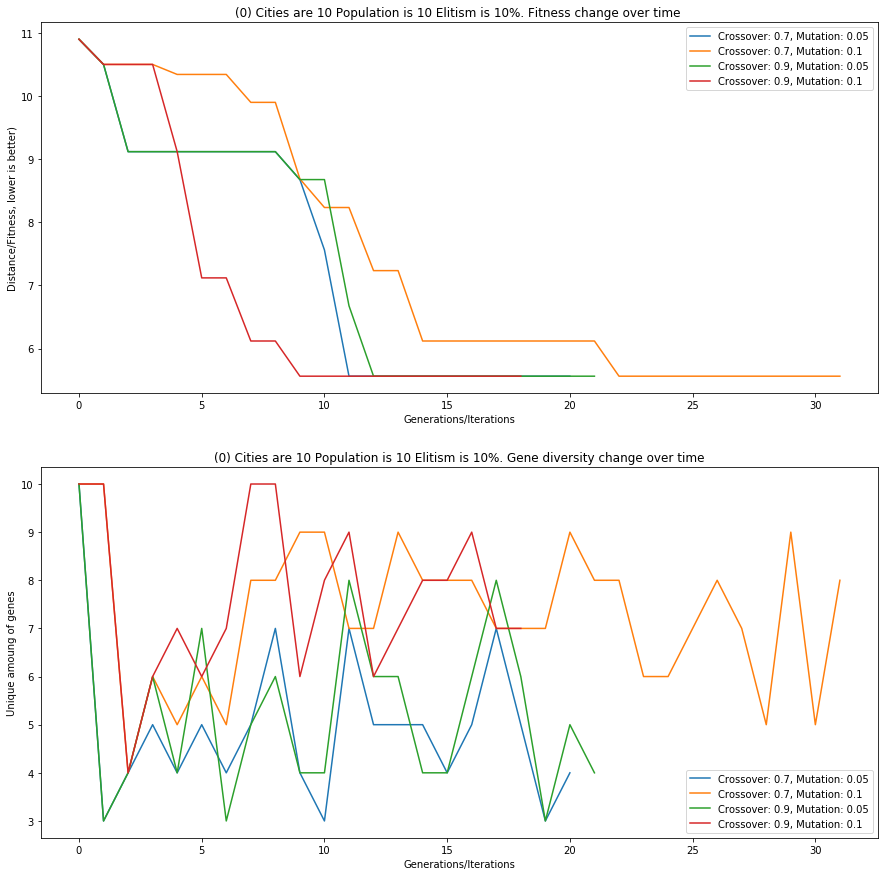 (0) Cities are 10 Population is 10 Elitism is 10%. Fitness change over time
11
10
9
8
7
6
Distance/Fitness, lower is better)
Crossover: 0.7, Mutation: 0.05
Crossover: 0.7, Mutation: 0.1
Crossover: 0.9, Mutation: 0.05
Crossover: 0.9, Mutation: 0.1
0 5 10 15 20 25 30
Generations/Iterations
(0) Cities are 10 Population is 10 Elitism is 10%. Gene diversity change over time
10
9
8
7
6
5
4
3
Unique amoung of genes
Crossover: 0.7, Mutation: 0.05
Crossover: 0.7, Mutation: 0.1
Crossover: 0.9, Mutation: 0.05
Crossover: 0.9, Mutation: 0.1
0 5 10 15 20 25 30
Generations/Iterations